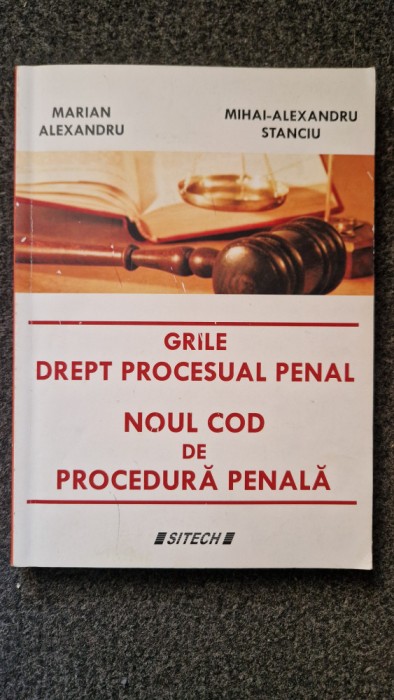 MARIAN
ALEXANDRU
MIHAI-ALEXANDRU
STANCIU
GRILE
DREPT PROCESUAL PENAL
NOUL COD
DE
PROCEDURĂ PENALĂ
SITECH